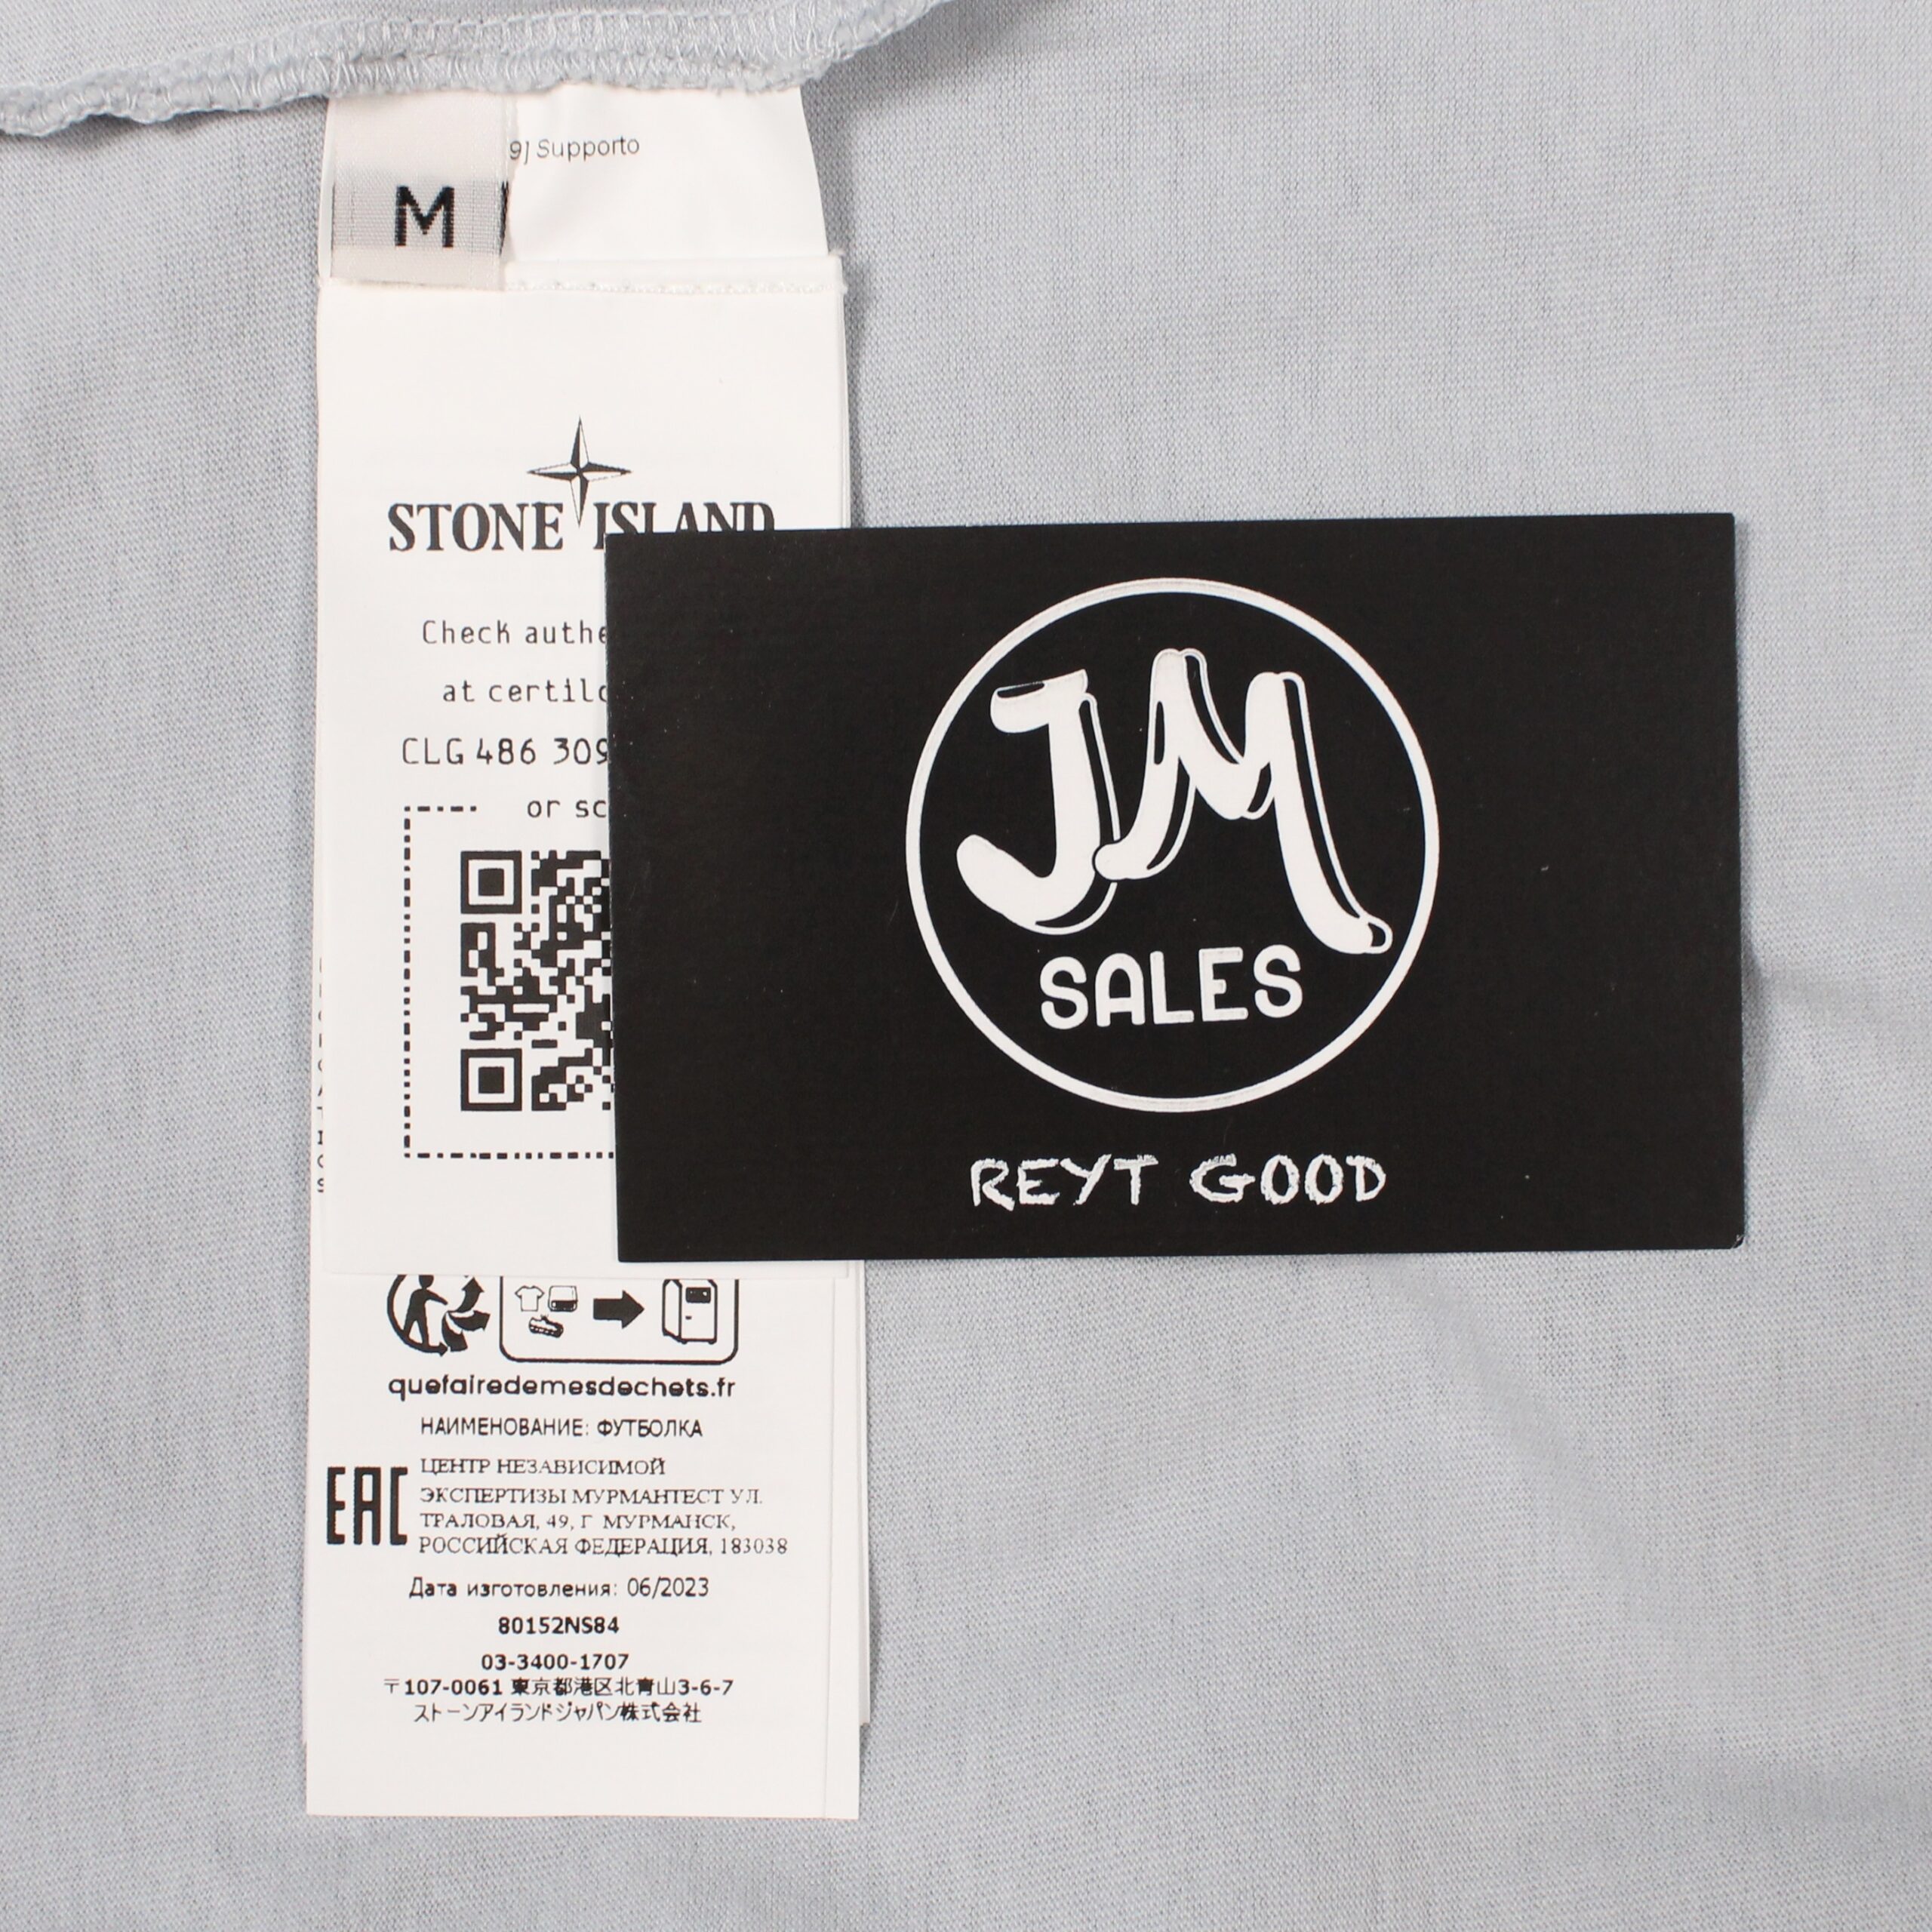 9] Supporto
M
STONE ISLAND
Check authe
at certilo
CLG 486 309
or sc
JM
SALES
REYT GOOD
quefairedemesdechets.fr
НАИМЕНОВАНИЕ: ФУТБОЛКА
EAC
ЦЕНТР НЕЗАВИСИМОЙ
ЭКСПЕРТИЗЫ МУРМАНТЕСТ УЛ.
ТРАЛОВАЯ, 49, Г МУРМАНСК,
РОССИЙСКАЯ ФЕДЕРАЦИЯ, 183038
Дата изготовления: 06/2023
80152NS84
03-3400-1707
〒107-0061 東京都港区北青山3-6-7
ストーンアイランドジャパン株式会社